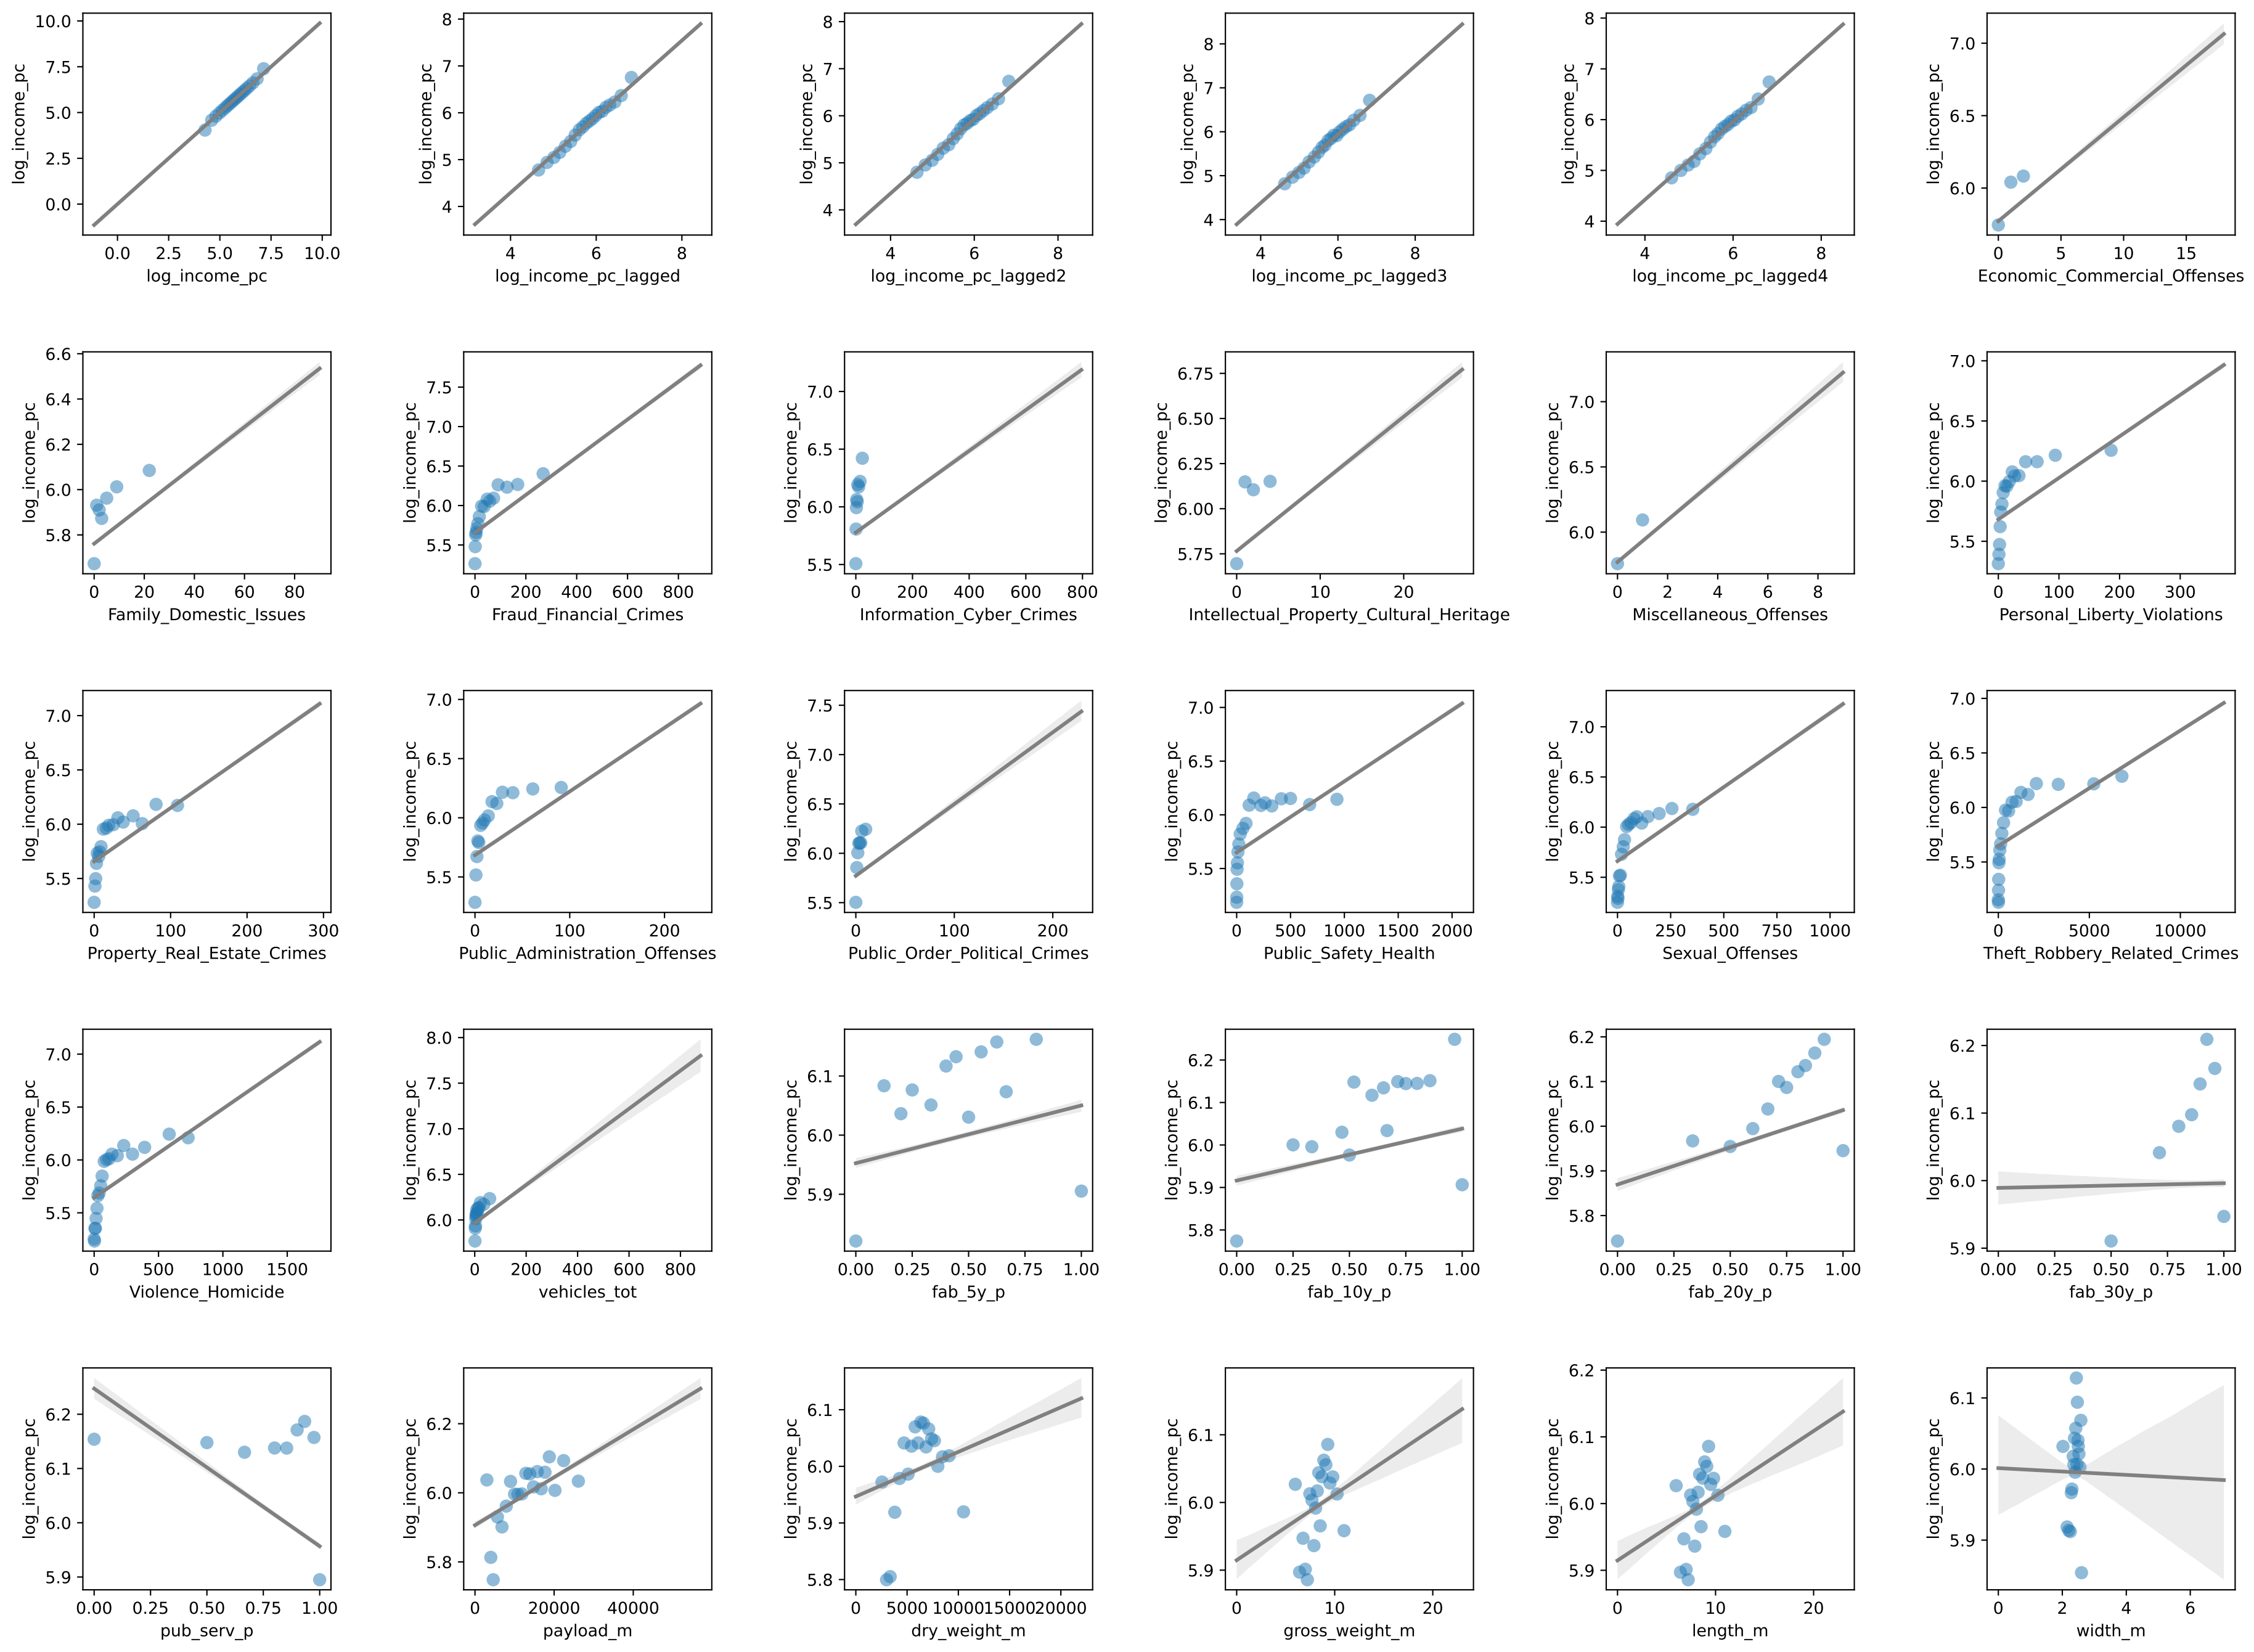 10.0
7.5
5.0
2.5
0.0
log_income_pc
0.0 2.5 5.0 7.5 10.0
log_income_pc
8
7
6
5
4
log_income_pc
4 6 8
log_income_pc_lagged
8
7
6
5
4
log_income_pc
4 6 8
log_income_pc_lagged2
8
7
6
5
4
log_income_pc
4 6 8
log_income_pc_lagged3
8
7
6
5
4
log_income_pc
4 6 8
log_income_pc_lagged4
7.0
6.5
6.0
log_income_pc
0 5 10 15
Economic_Commercial_Offenses
6.6
6.4
6.2
6.0
5.8
log_income_pc
0 20 40 60 80
Family_Domestic_Issues
7.5
7.0
6.5
6.0
5.5
log_income_pc
0 200 400 600 800
Fraud_Financial_Crimes
7.0
6.5
6.0
5.5
log_income_pc
0 200 400 600 800
Information_Cyber_Crimes
6.75
6.50
6.25
6.00
5.75
log_income_pc
0 10 20
Intellectual_Property_Cultural_Heritage
7.0
6.5
6.0
log_income_pc
0 2 4 6 8
Miscellaneous_Offenses
7.0
6.5
6.0
5.5
log_income_pc
0 100 200 300
Personal_Liberty_Violations
7.0
6.5
6.0
5.5
log_income_pc
0 100 200 300
Property_Real_Estate_Crimes
7.0
6.5
6.0
5.5
log_income_pc
0 100 200
Public_Administration_Offenses
7.5
7.0
6.5
6.0
5.5
log_income_pc
0 100 200
Public_Order_Political_Crimes
7.0
6.5
6.0
5.5
log_income_pc
0 500 1000 1500 2000
Public_Safety_Health
7.0
6.5
6.0
5.5
log_income_pc
0 250 500 750 1000
Sexual_Offenses
7.0
6.5
6.0
5.5
log_income_pc
0 5000 10000
Theft_Robbery_Related_Crimes
7.0
6.5
6.0
5.5
log_income_pc
0 500 1000 1500
Violence_Homicide
8.0
7.5
7.0
6.5
6.0
log_income_pc
0 200 400 600 800
vehicles_tot
6.1
6.0
5.9
log_income_pc
0.00 0.25 0.50 0.75 1.00
fab_5y_p
6.2
6.1
6.0
5.9
5.8
log_income_pc
0.00 0.25 0.50 0.75 1.00
fab_10y_p
6.2
6.1
6.0
5.9
5.8
log_income_pc
0.00 0.25 0.50 0.75 1.00
fab_20y_p
6.2
6.1
6.0
5.9
log_income_pc
0.00 0.25 0.50 0.75 1.00
fab_30y_p
6.2
6.1
6.0
5.9
log_income_pc
0.00 0.25 0.50 0.75 1.00
pub_serv_p
6.2
6.0
5.8
log_income_pc
0 20000 40000
payload_m
6.1
6.0
5.9
5.8
log_income_pc
0 5000 10000 15000 20000
dry_weight_m
6.1
6.0
5.9
log_income_pc
0 10 20
gross_weight_m
6.2
6.1
6.0
5.9
log_income_pc
0 10 20
length_m
6.1
6.0
5.9
log_income_pc
0 2 4 6
width_m